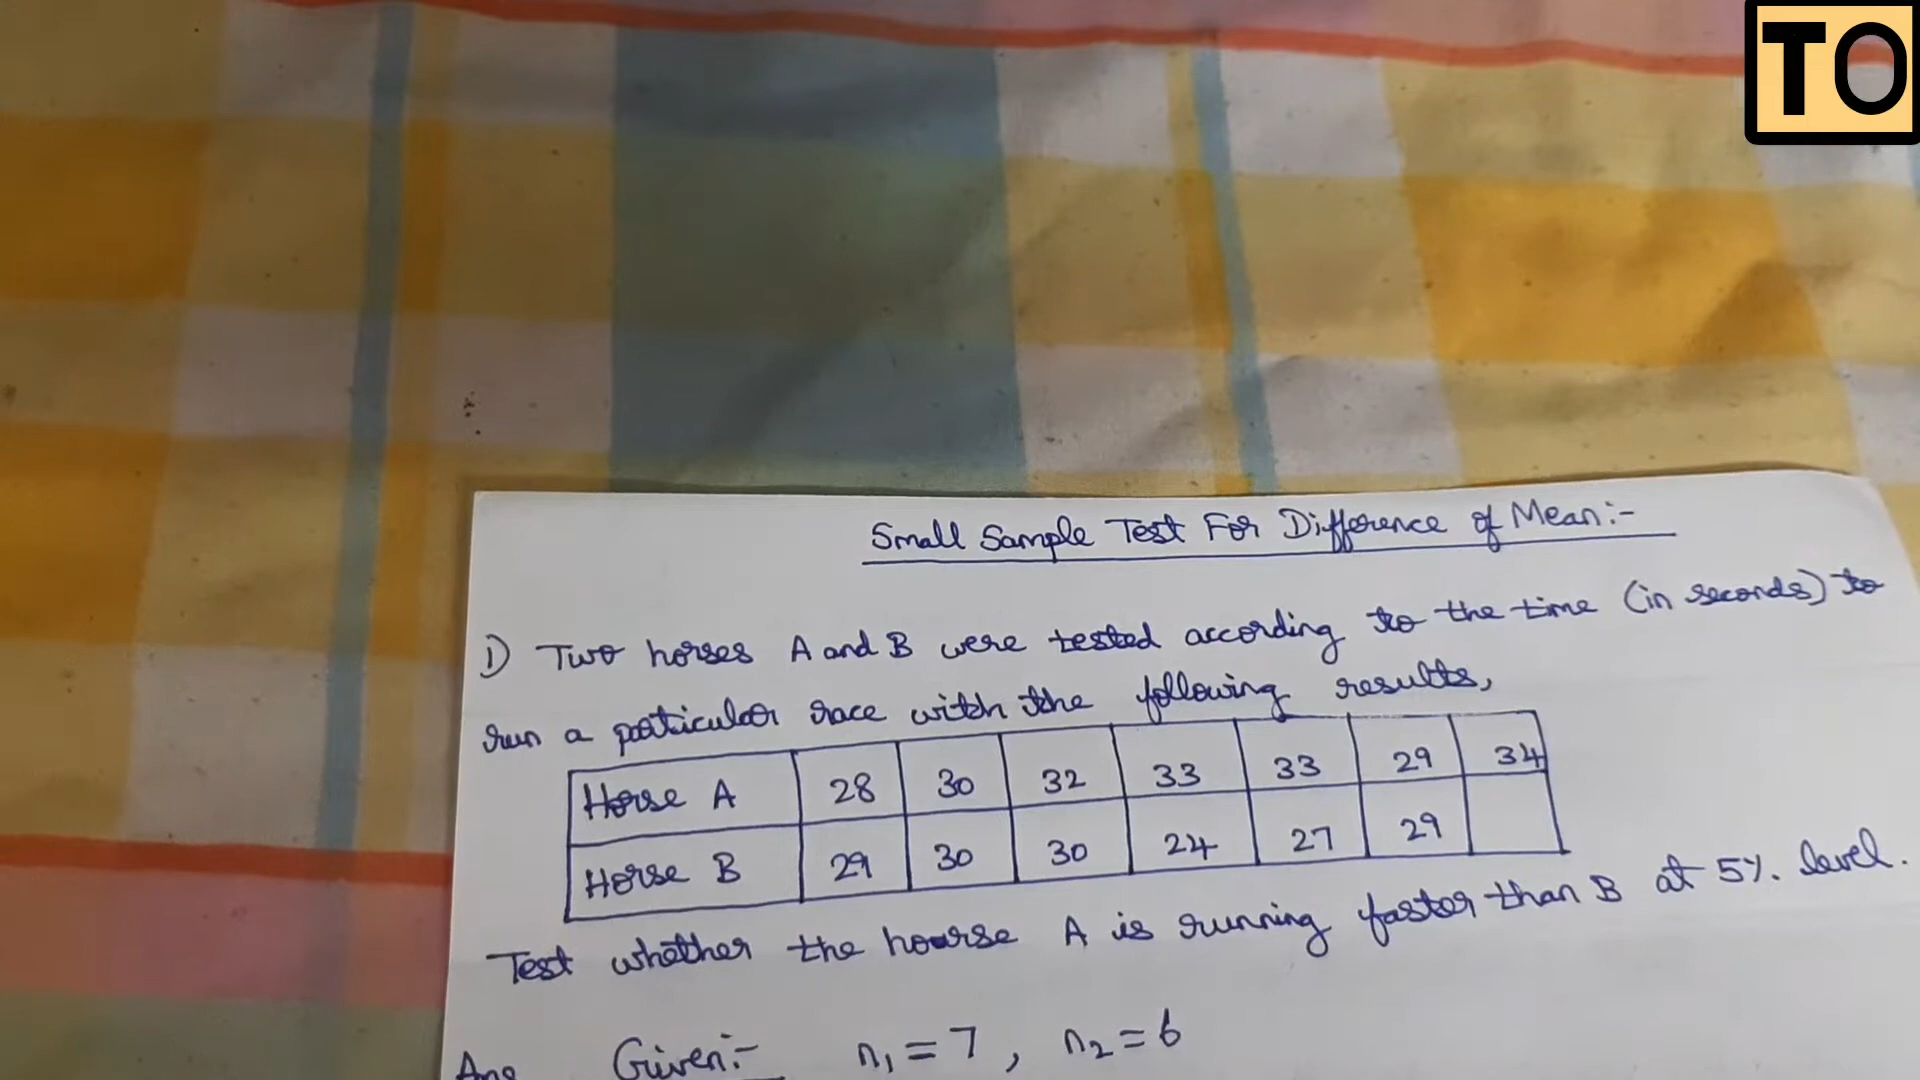 TO
Small Sample Test For Difference of Mean:-
1) Two horses A and B were tested according to the time (in seconds) to
run a particular race with the following results,
Horse A 28 30 32 33 33 29 34
Horse B 29 30 30 24 27 29
Test whether the hourse A is running faster than B at 5% level.
Ans Given:- n₁ = 7, n₂ = 6